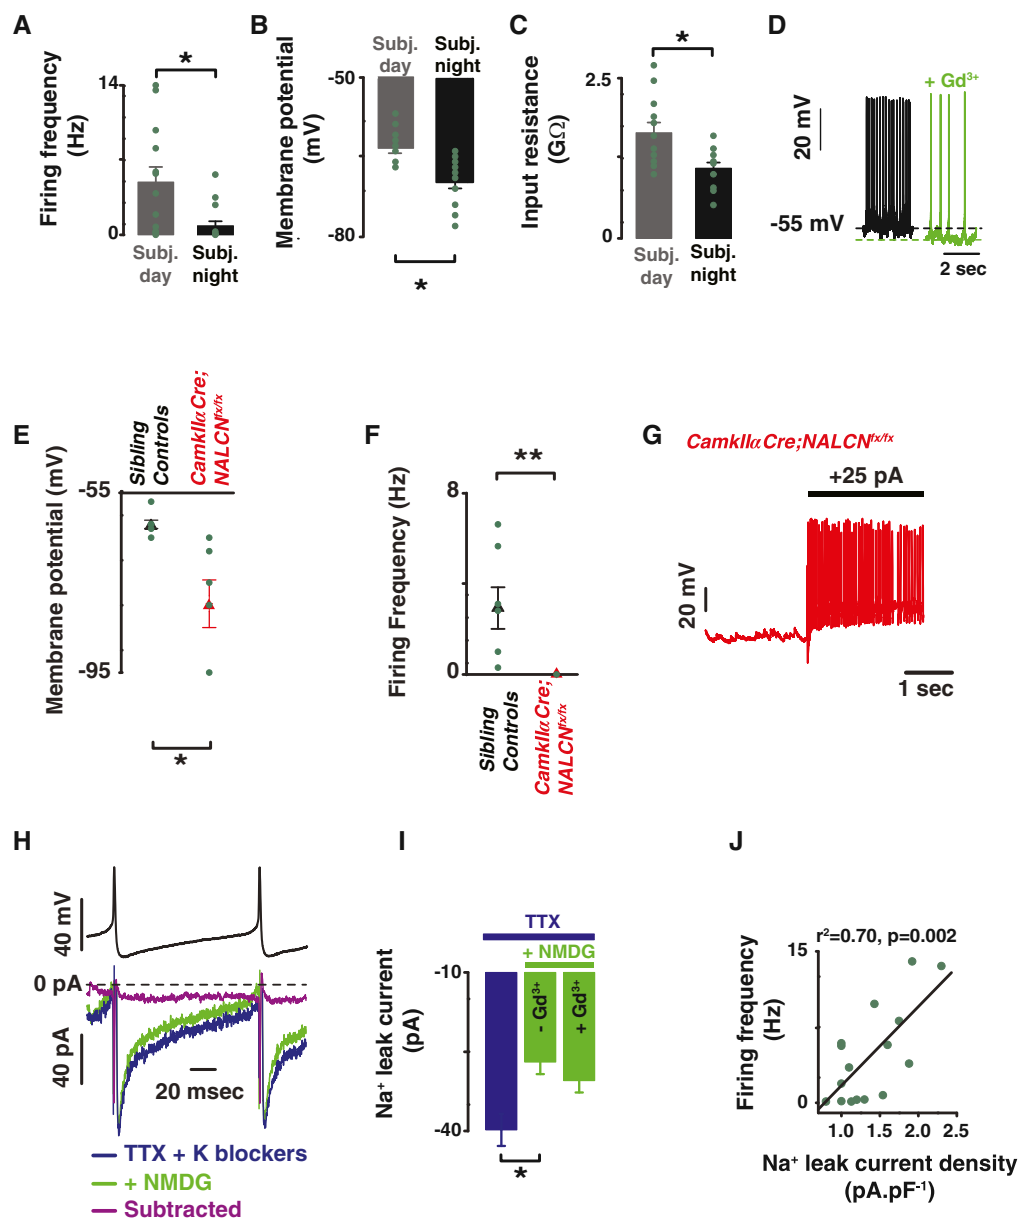 A
Firing frequency
(Hz)
14
0
*
Subj.
day
Subj.
night
B
Membrane potential
(mV)
Subj.
day
Subj.
night
-50
-80
*
C
Input resistance
(GΩ)
2.5
0
*
Subj.
day
Subj.
night
D
+ Gd³⁺
20 mV
-55 mV
2 sec
E
Membrane potential (mV)
Sibling
Controls
CamkIIαCre;
NALCNfx/fx
-55
-95
*
F
Firing Frequency (Hz)
8
0
**
Sibling
Controls
CamkIIαCre;
NALCNfx/fx
G
CamkIIαCre;NALCNfx/fx
+25 pA
20 mV
1 sec
H
40 mV
0 pA
40 pA
20 msec
TTX + K blockers
+ NMDG
Subtracted
I
Na⁺ leak current
(pA)
TTX
+ NMDG
-10
- Gd³⁺
+ Gd³⁺
-40
*
J
r²=0.70, p=0.002
Firing frequency
(Hz)
15
0
1.0 1.5 2.0 2.5
Na⁺ leak current density
(pA.pF⁻¹)